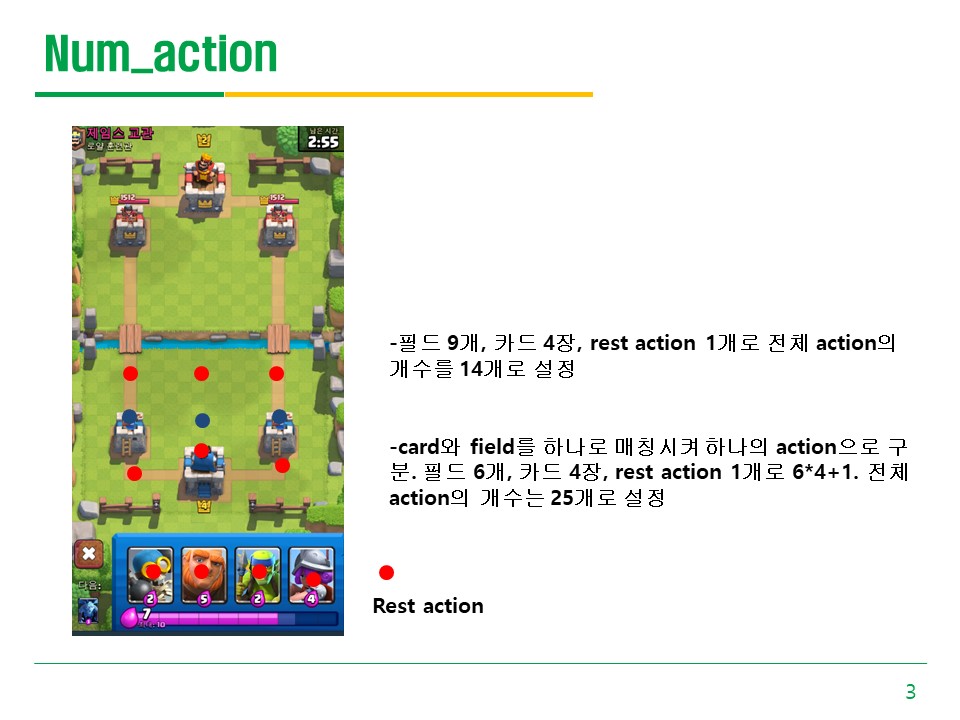 Num_action
제임스 교관
로얄 훈련관
남은 시간
2:55
2
1512
1512
-필드 9개, 카드 4장, rest action 1개로 전체 action의
개수를 14개로 설정
-card와 field를 하나로 매칭시켜 하나의 action으로 구
분. 필드 6개, 카드 4장, rest action 1개로 6*4+1. 전체
action의 개수는 25개로 설정
4
다음:
2
5
2
4
7
최대: 10
Rest action
3